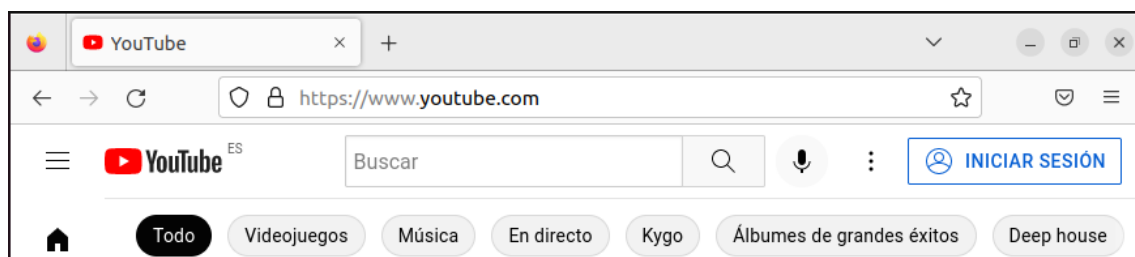 YouTube
https://www.youtube.com
YouTube ES
Buscar
INICIAR SESIÓN
Todo Videojuegos Música En directo Kygo Álbumes de grandes éxitos Deep house